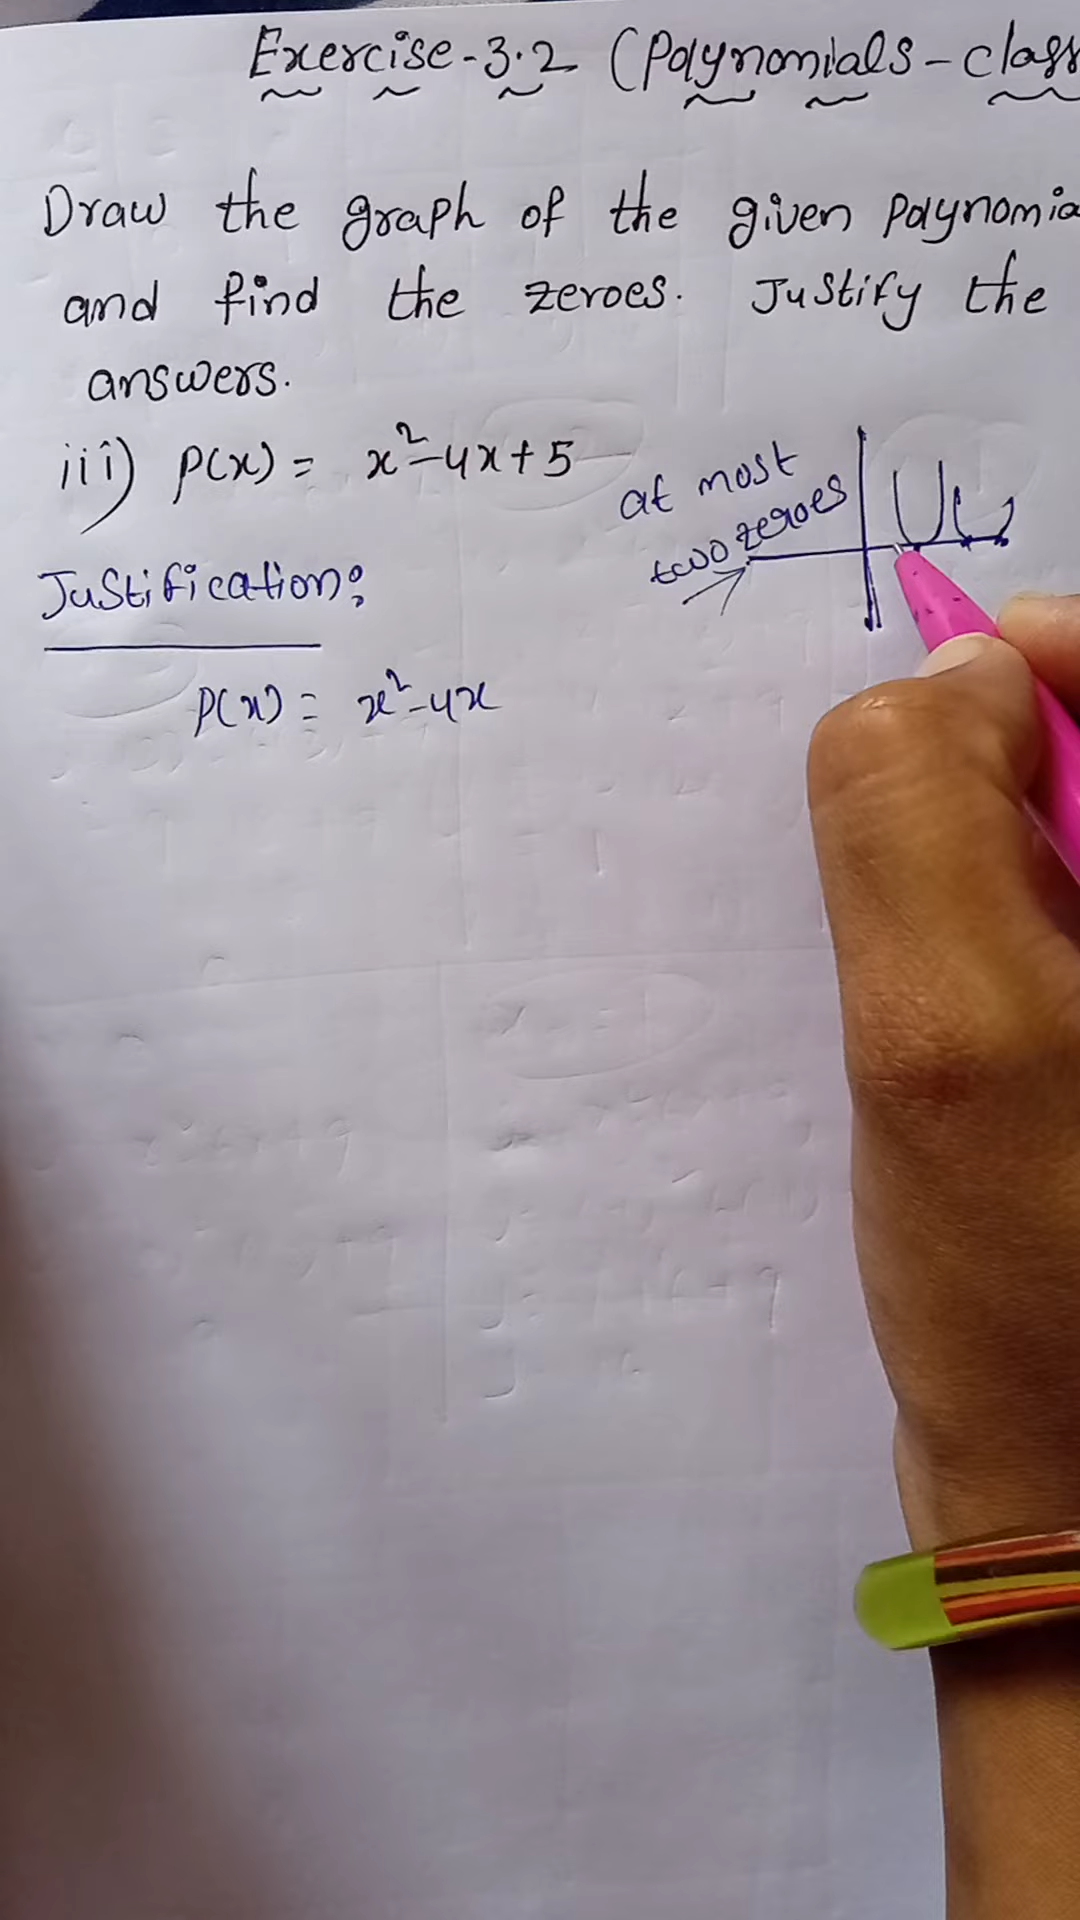 Exercise-3.2 (Polynomials-class
Draw the graph of the given polynomia
and find the zeroes. Justify the
answers.
iii) P(x) = x²-4x+5
at most
two zeroes
Justification:
P(x) = x²-4x